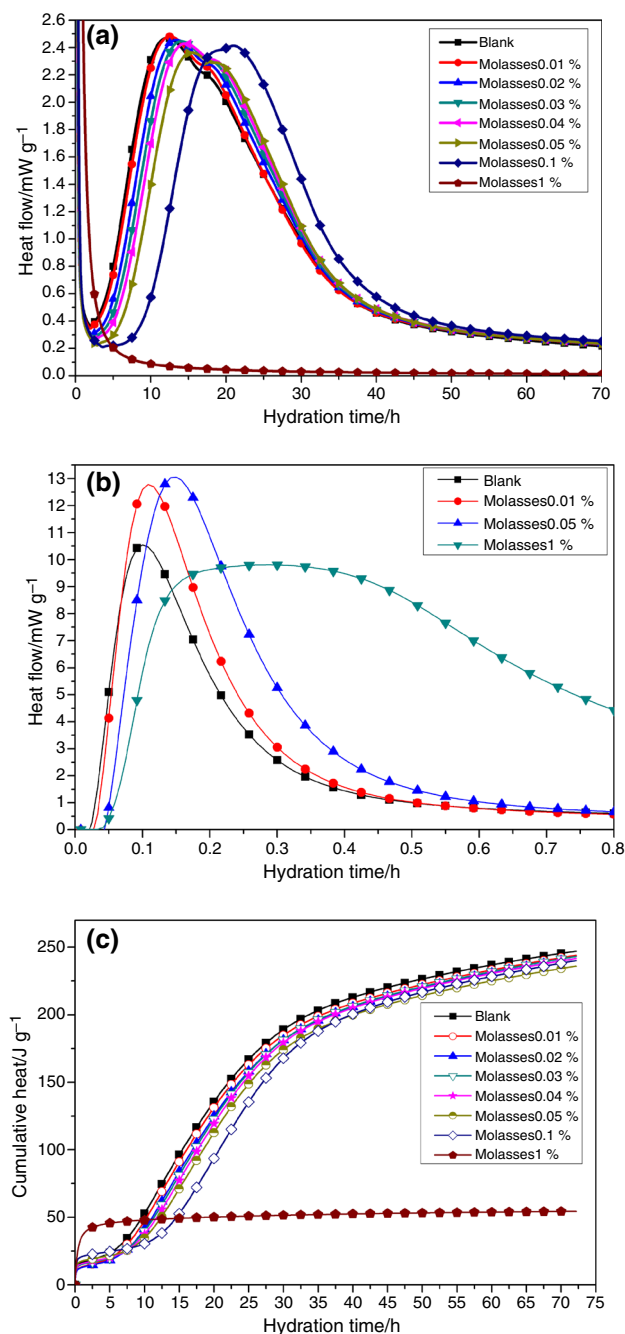 (a)
Heat flow/mW g⁻¹
2.6
2.4
2.2
2.0
1.8
1.6
1.4
1.2
1.0
0.8
0.6
0.4
0.2
0.0
Blank
Molasses0.01 %
Molasses0.02 %
Molasses0.03 %
Molasses0.04 %
Molasses0.05 %
Molasses0.1 %
Molasses1 %
0 10 20 30 40 50 60 70
Hydration time/h
(b)
Heat flow/mW g⁻¹
13
12
11
10
9
8
7
6
5
4
3
2
1
0
Blank
Molasses0.01 %
Molasses0.05 %
Molasses1 %
0.0 0.1 0.2 0.3 0.4 0.5 0.6 0.7 0.8
Hydration time/h
(c)
Cumulative heat/J g⁻¹
250
200
150
100
50
0
Blank
Molasses0.01 %
Molasses0.02 %
Molasses0.03 %
Molasses0.04 %
Molasses0.05 %
Molasses0.1 %
Molasses1 %
0 5 10 15 20 25 30 35 40 45 50 55 60 65 70 75
Hydration time/h